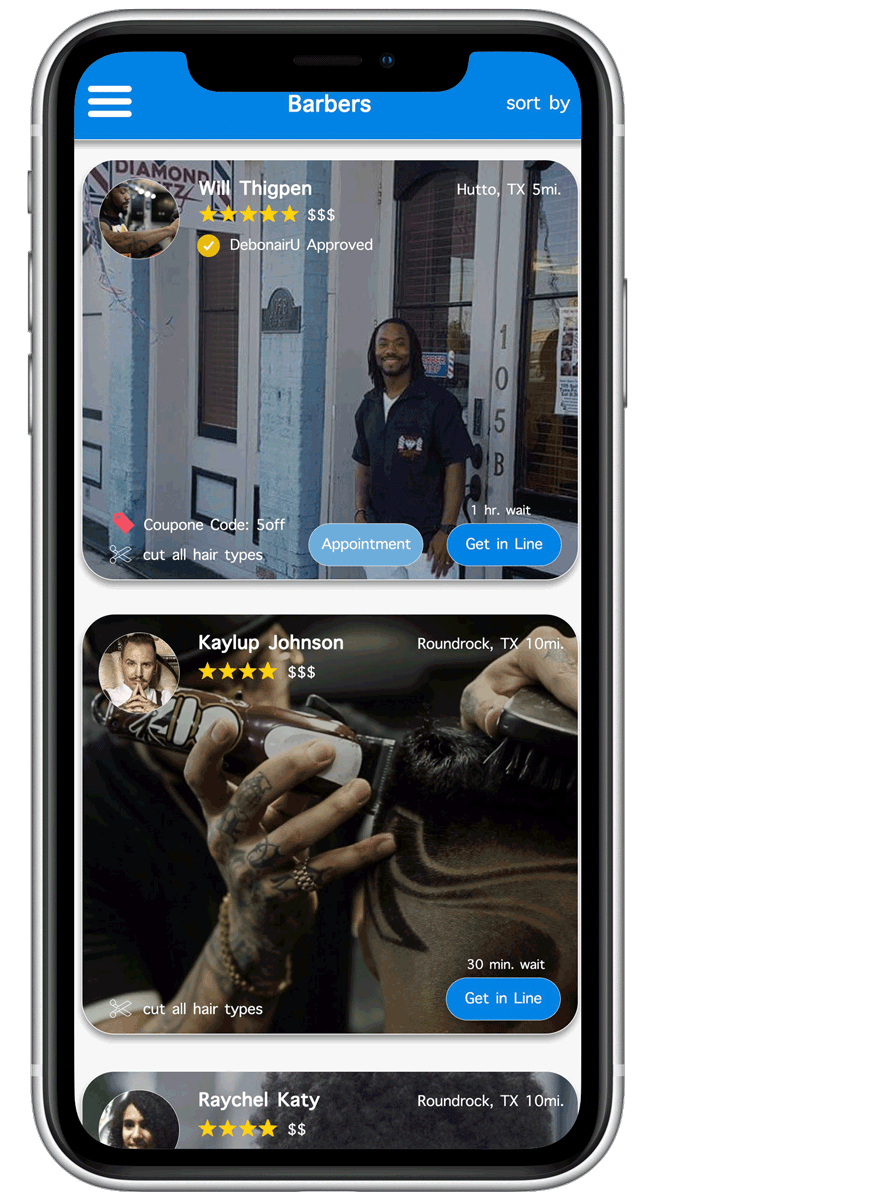 Barbers
sort by
DIAMOND
Will Thigpen
Hutto, TX 5mi.
$$$
DebonairU Approved
BARBER
SHOP
105B
1 hr. wait
Coupone Code: 5off
cut all hair types
Appointment
Get in Line
Kaylup Johnson
Roundrock, TX 10mi.
$$$
30 min. wait
cut all hair types
Get in Line
Raychel Katy
Roundrock, TX 10mi.
$$